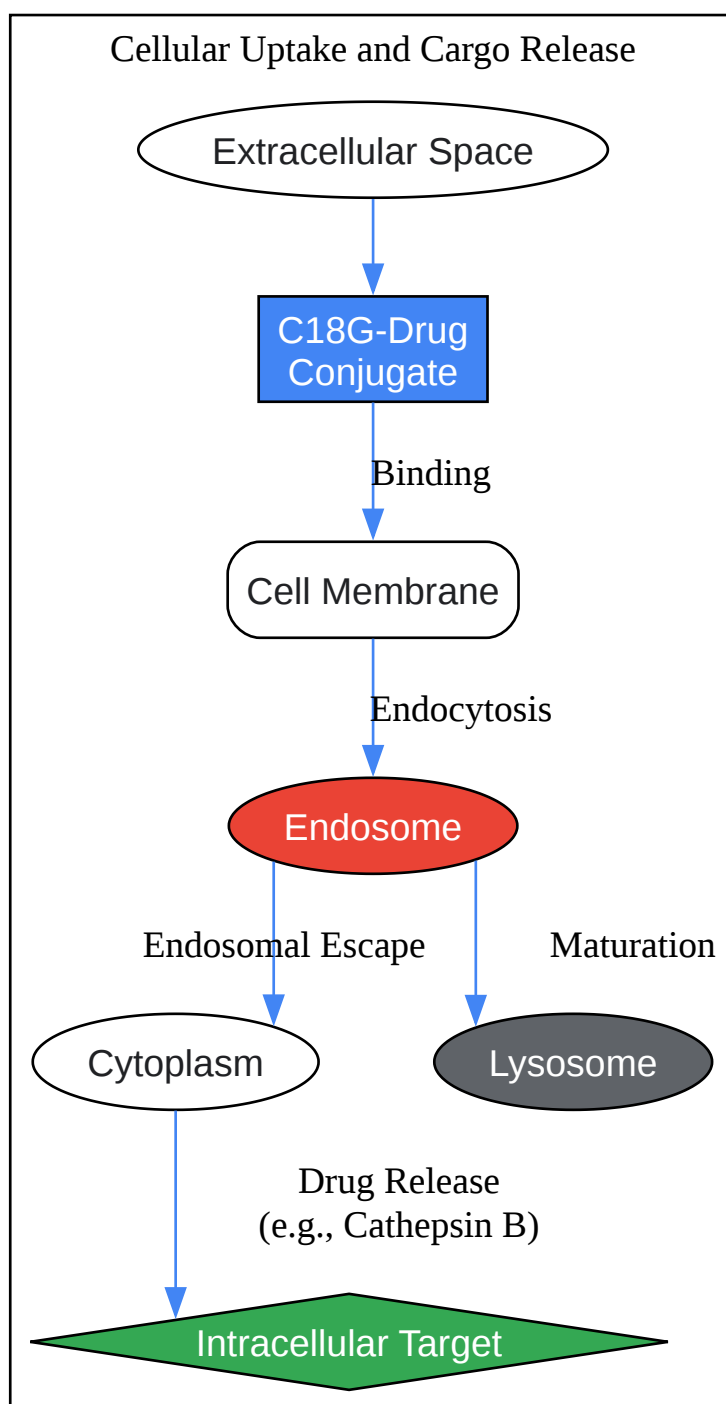 Cellular Uptake and Cargo Release
Extracellular Space
C18G-Drug
Conjugate
Binding
Cell Membrane
Endocytosis
Endosome
Endosomal Escape
Maturation
Cytoplasm
Lysosome
Drug Release
(e.g., Cathepsin B)
Intracellular Target